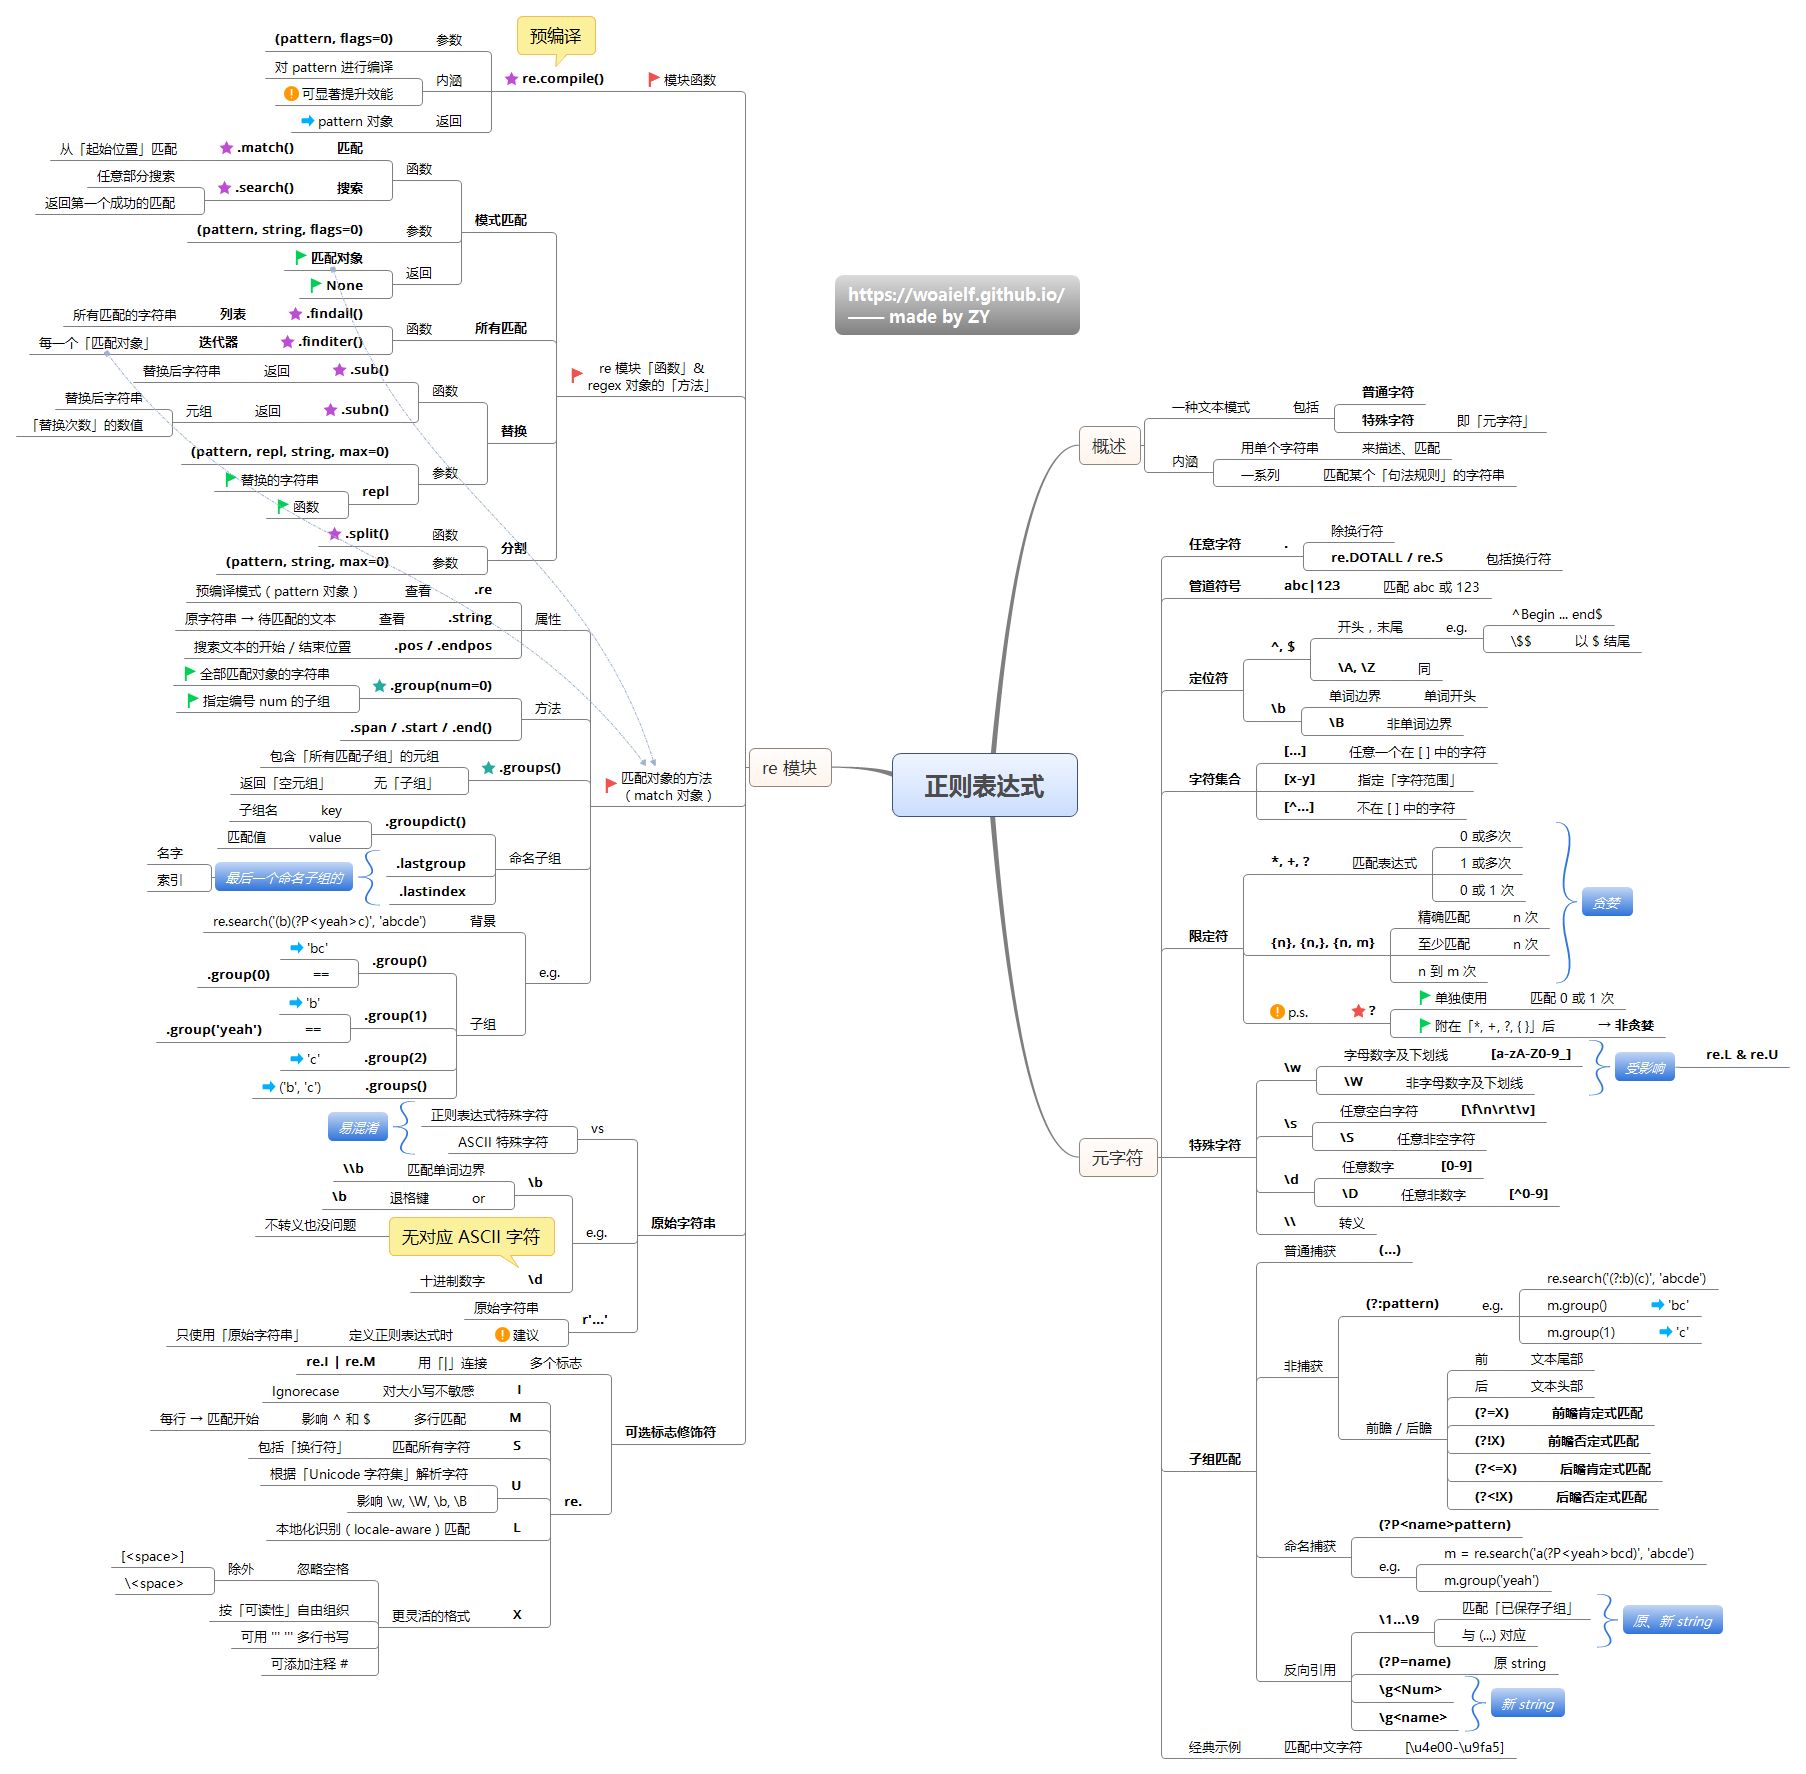 https://woaielf.github.io/
—— made by ZY
正则表达式
概述
一种文本模式
包括
普通字符
特殊字符
即「元字符」
内涵
用单个字符串
来描述、匹配
一系列
匹配某个「句法规则」的字符串
元字符
任意字符
.
除换行符
re.DOTALL / re.S
包括换行符
管道符号
abc|123
匹配 abc 或 123
定位符
^, $
开头，末尾
e.g.
^Begin ... end$
\$$
以 $ 结尾
\A, \Z
同
\b
单词边界
单词开头
\B
非单词边界
字符集合
[...]
任意一个在 [ ] 中的字符
[x-y]
指定「字符范围」
[^...]
不在 [ ] 中的字符
限定符
*, +, ?
匹配表达式
0 或多次
1 或多次
0 或 1 次
{n}, {n,}, {n, m}
精确匹配
n 次
至少匹配
n 次
n 到 m 次
贪婪
p.s.
?
单独使用
匹配 0 或 1 次
附在「*, +, ?, { }」后
→ 非贪婪
特殊字符
\w
字母数字及下划线
[a-zA-Z0-9_]
\W
非字母数字及下划线
受影响
re.L & re.U
\s
任意空白字符
[\f\n\r\t\v]
\S
任意非空字符
\d
任意数字
[0-9]
\D
任意非数字
[^0-9]
\\
转义
子组匹配
普通捕获
(...)
非捕获
(?:pattern)
e.g.
re.search('(?:b)(c)', 'abcde')
m.group()
'bc'
m.group(1)
'c'
前瞻 / 后瞻
前
文本尾部
后
文本头部
(?=X)
前瞻肯定式匹配
(?!X)
前瞻否定式匹配
(?<=X)
后瞻肯定式匹配
(?<!X)
后瞻否定式匹配
命名捕获
(?P<name>pattern)
e.g.
m = re.search('a(?P<yeah>bcd)', 'abcde')
m.group('yeah')
反向引用
\1...\9
匹配「已保存子组」
与 (...) 对应
原、新 string
(?P=name)
原 string
\g<Num>
\g<name>
新 string
经典示例
匹配中文字符
[\u4e00-\u9fa5]
re 模块
模块函数
re.compile()
预编译
参数
(pattern, flags=0)
内涵
对 pattern 进行编译
可显著提升效能
返回
pattern 对象
re 模块「函数」&
regex 对象的「方法」
模式匹配
函数
匹配
.match()
从「起始位置」匹配
搜索
.search()
任意部分搜索
返回第一个成功的匹配
参数
(pattern, string, flags=0)
返回
匹配对象
None
所有匹配
函数
.findall()
列表
所有匹配的字符串
.finditer()
迭代器
每一个「匹配对象」
替换
函数
.sub()
返回
替换后字符串
.subn()
返回
元组
替换后字符串
「替换次数」的数值
参数
(pattern, repl, string, max=0)
repl
替换的字符串
函数
分割
函数
.split()
参数
(pattern, string, max=0)
匹配对象的方法
（match 对象）
属性
.re
查看
预编译模式（pattern 对象）
.string
查看
原字符串 → 待匹配的文本
.pos / .endpos
搜索文本的开始 / 结束位置
方法
.group(num=0)
全部匹配对象的字符串
指定编号 num 的子组
.span / .start / .end()
.groups()
包含「所有匹配子组」的元组
无「子组」
返回「空元组」
命名子组
.groupdict()
key
子组名
value
匹配值
.lastgroup
.lastindex
最后一个命名子组的
名字
索引
e.g.
背景
re.search('(b)(?P<yeah>c)', 'abcde')
子组
.group()
'bc'
==
.group(0)
.group(1)
'b'
==
.group('yeah')
.group(2)
'c'
.groups()
('b', 'c')
原始字符串
vs
正则表达式特殊字符
ASCII 特殊字符
易混淆
e.g.
\b
匹配单词边界
\\b
or
退格键
\b
\d
十进制数字
无对应 ASCII 字符
不转义也没问题
r'...'
原始字符串
建议
定义正则表达式时
只使用「原始字符串」
可选标志修饰符
多个标志
用「|」连接
re.I | re.M
re.
I
对大小写不敏感
Ignorecase
M
多行匹配
影响 ^ 和 $
每行 → 匹配开始
S
匹配所有字符
包括「换行符」
U
根据「Unicode 字符集」解析字符
影响 \w, \W, \b, \B
L
本地化识别（locale-aware）匹配
X
更灵活的格式
忽略空格
除外
[<space>]
\<space>
按「可读性」自由组织
可用 ''' ''' 多行书写
可添加注释 #